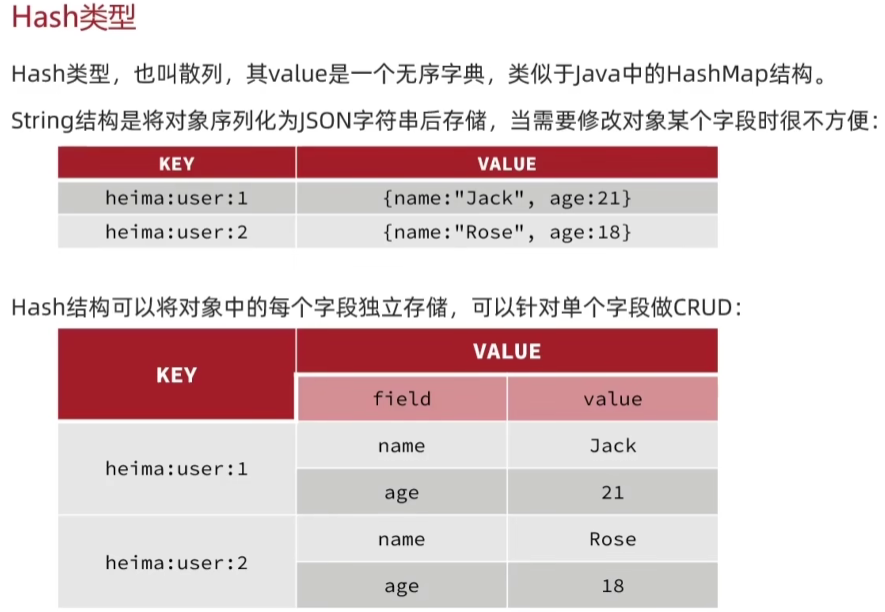 Hash类型
Hash类型，也叫散列，其value是一个无序字典，类似于Java中的HashMap结构。
String结构是将对象序列化为JSON字符串后存储，当需要修改对象某个字段时很不方便：
KEY VALUE
heima:user:1 {name:"Jack", age:21}
heima:user:2 {name:"Rose", age:18}
Hash结构可以将对象中的每个字段独立存储，可以针对单个字段做CRUD：
KEY VALUE
field value
heima:user:1 name Jack
age 21
heima:user:2 name Rose
age 18